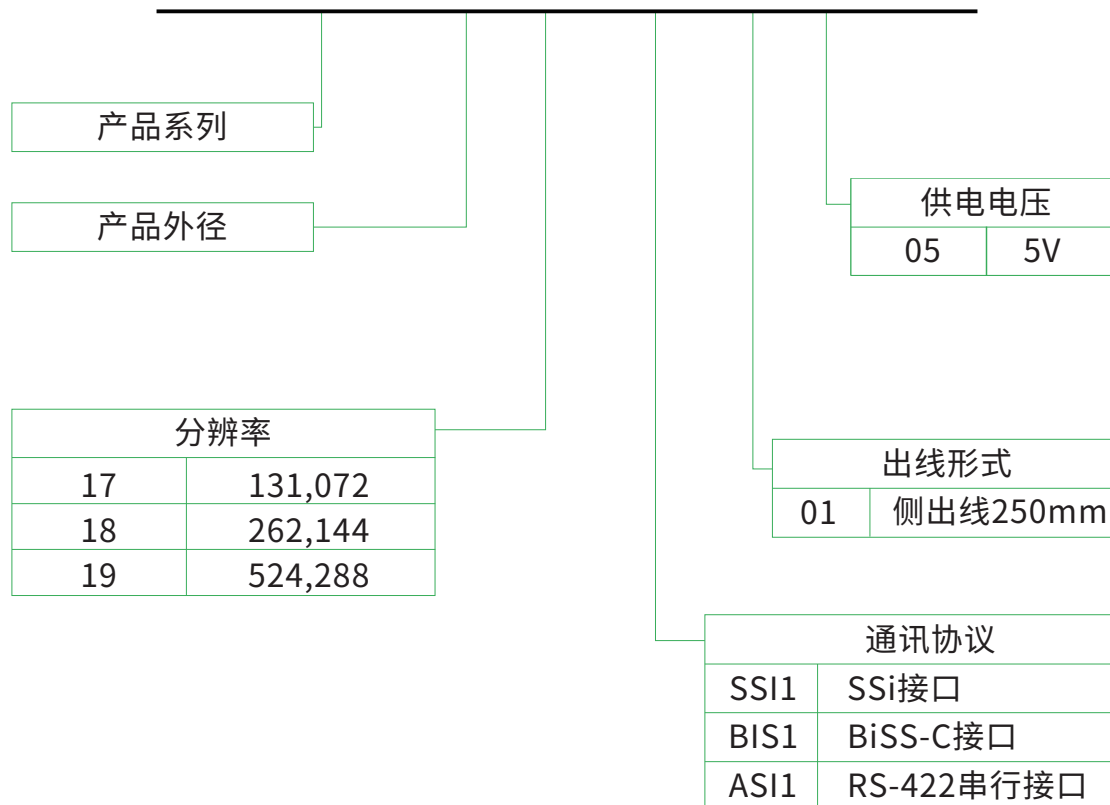 产品系列
产品外径
供电电压
05 5V
分辨率
17 131,072
18 262,144
19 524,288
出线形式
01 侧出线250mm
通讯协议
SSI1 SSi接口
BIS1 BiSS-C接口
ASI1 RS-422串行接口